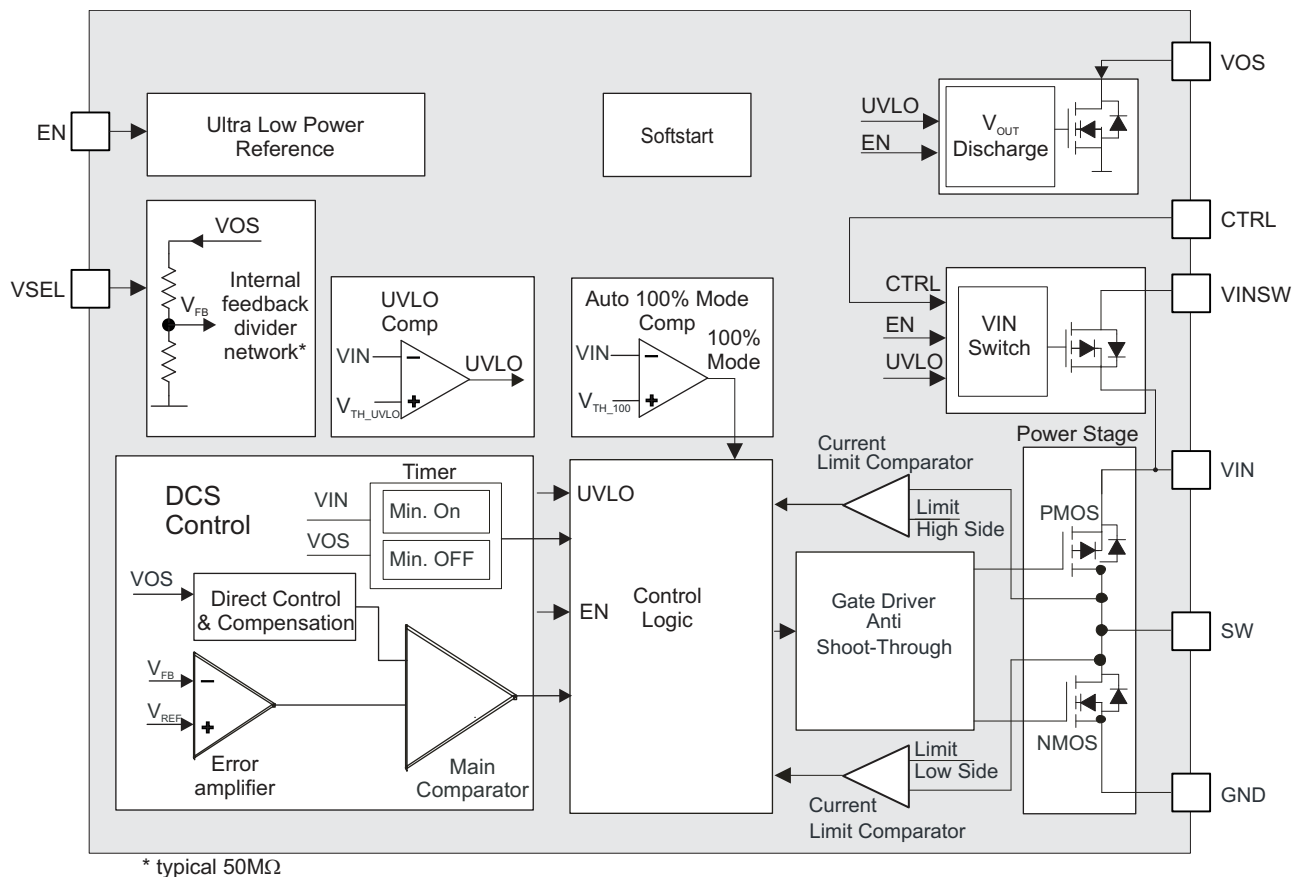 VOS
EN
Ultra Low Power
Reference
Softstart
UVLO
EN
VOUT
Discharge
CTRL
VSEL
VOS
VFB
Internal
feedback
divider
network*
UVLO
Comp
VIN
VTH_UVLO
UVLO
Auto 100% Mode
Comp
100%
Mode
VIN
VTH_100
CTRL
EN
UVLO
VIN
Switch
VINSW
Power Stage
VIN
DCS
Control
Timer
VIN
VOS
Min. On
Min. OFF
VOS
Direct Control
& Compensation
VFB
VREF
Error
amplifier
Main
Comparator
UVLO
EN
Control
Logic
Current
Limit Comparator
Limit
High Side
PMOS
Gate Driver
Anti
Shoot-Through
SW
NMOS
Limit
Low Side
Current
Limit Comparator
GND
* typical 50MΩ